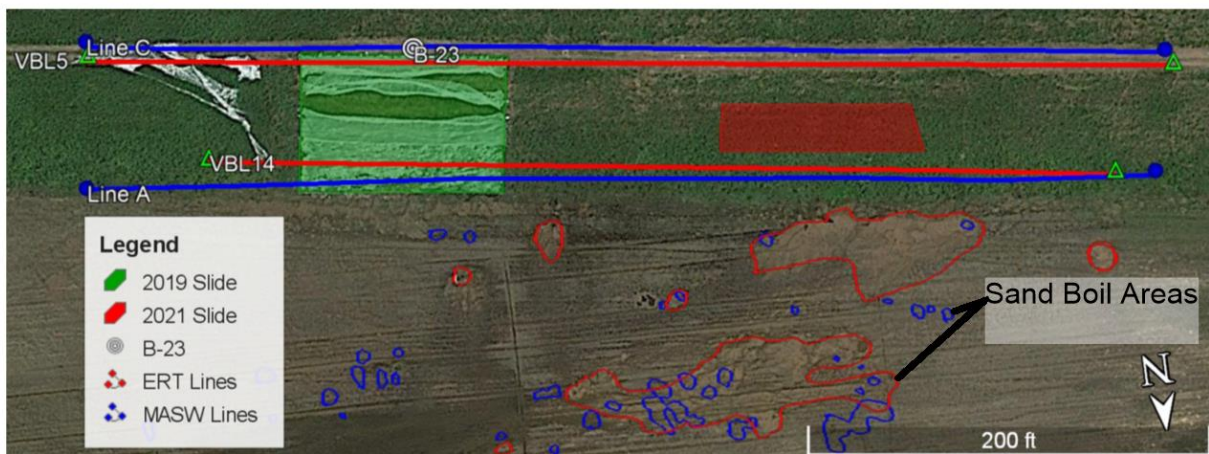 Line C
B-23
VBL5
VBL14
Line A
Legend
2019 Slide
2021 Slide
B-23
ERT Lines
MASW Lines
Sand Boil Areas
N
200 ft